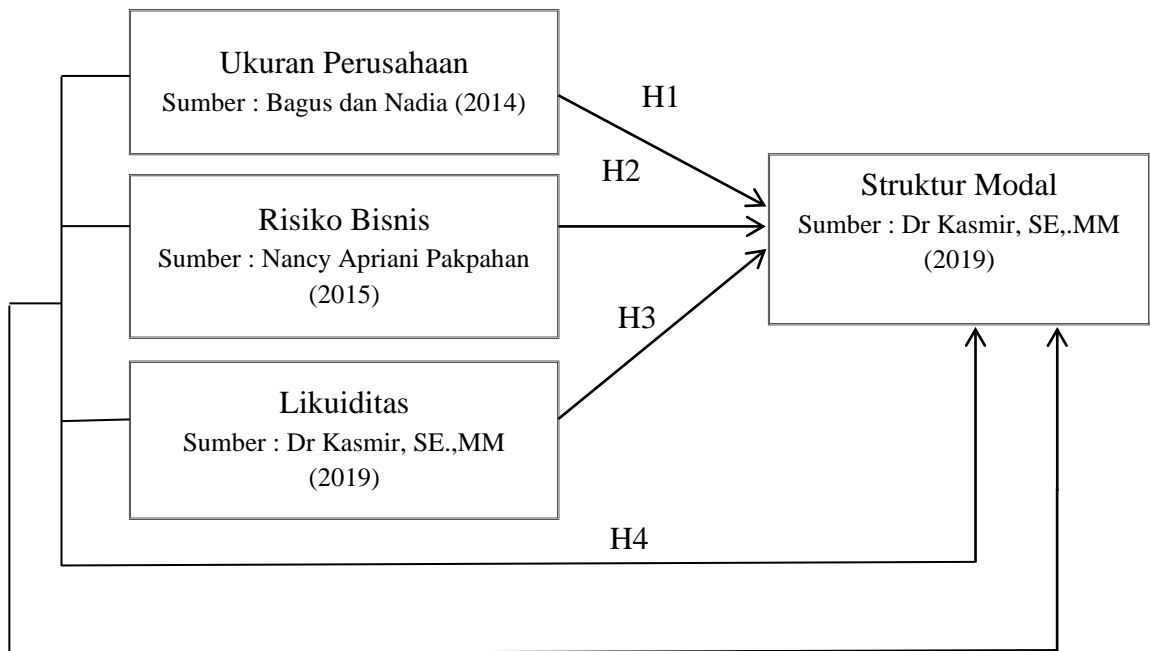 Ukuran Perusahaan
Sumber : Bagus dan Nadia (2014)
H1
H2
Risiko Bisnis
Sumber : Nancy Apriani Pakpahan
(2015)
Struktur Modal
Sumber : Dr Kasmir, SE,.MM
(2019)
H3
Likuiditas
Sumber : Dr Kasmir, SE.,MM
(2019)
H4